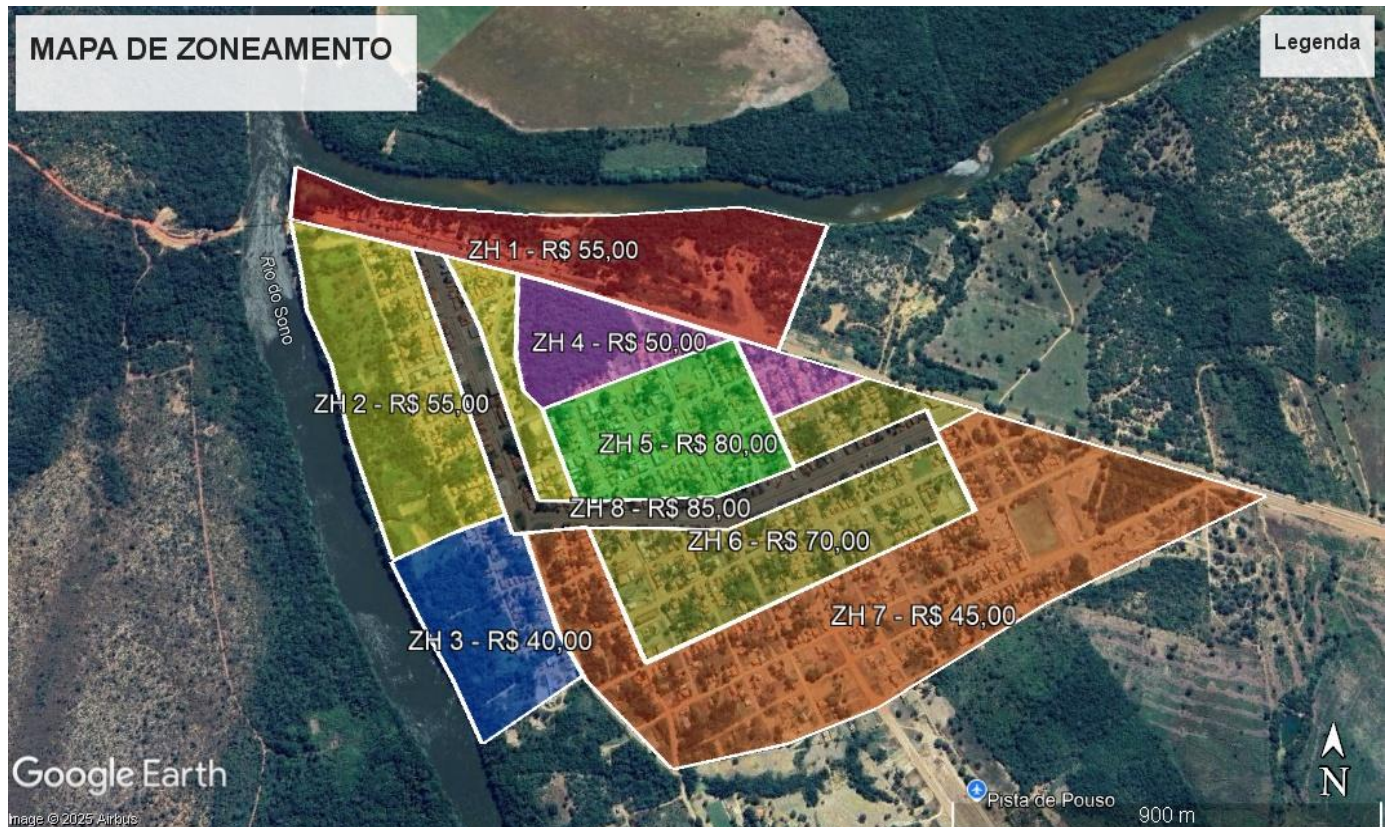 MAPA DE ZONEAMENTO
Legenda
ZH 1 - R$ 55,00
Rio do Sono
ZH 4 - R$ 50,00
ZH 2 - R$ 55,00
ZH 5 - R$ 80,00
ZH 8 - R$ 85,00
ZH 6 - R$ 70,00
ZH 7 - R$ 45,00
ZH 3 - R$ 40,00
Google Earth
N
Pista de Pouso
900 m
Image © 2025 Airbus